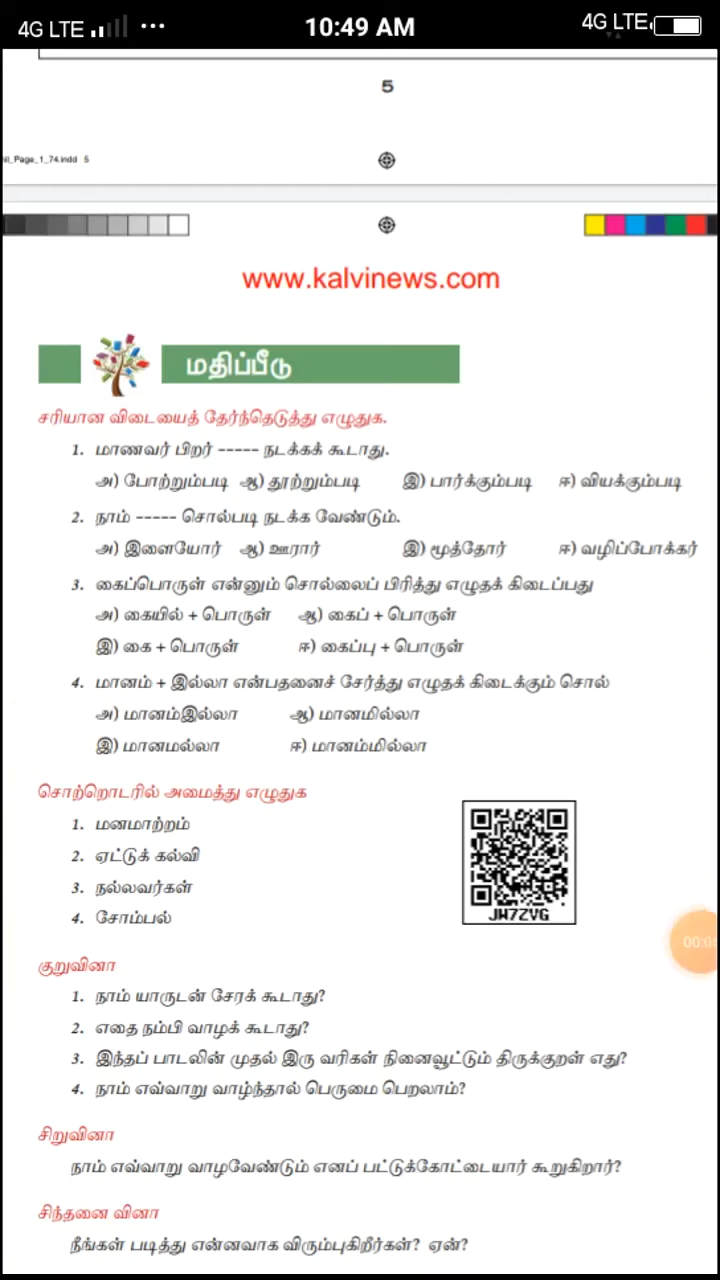 4G LTE ... 10:49 AM 4G LTE
5
il_Page_1_74.indd 5
www.kalvinews.com
மதிப்பீடு
சரியான விடையைத் தேர்ந்தெடுத்து எழுதுக.
1. மாணவர் பிறர் ----- நடக்கக் கூடாது.
அ) போற்றும்படி ஆ) தூற்றும்படி இ) பார்க்கும்படி ஈ) வியக்கும்படி
2. நாம் ----- சொல்படி நடக்க வேண்டும்.
அ) இளையோர் ஆ) ஊரார் இ) மூத்தோர் ஈ) வழிப்போக்கர்
3. கைப்பொருள் என்னும் சொல்லைப் பிரித்து எழுதக் கிடைப்பது
அ) கையில் + பொருள் ஆ) கைப் + பொருள்
இ) கை + பொருள் ஈ) கைப்பு + பொருள்
4. மானம் + இல்லா என்பதனைச் சேர்த்து எழுதக் கிடைக்கும் சொல்
அ) மானம்இல்லா ஆ) மானமில்லா
இ) மானமல்லா ஈ) மானம்மில்லா
சொற்றொடரில் அமைத்து எழுதுக
1. மனமாற்றம்
2. ஏட்டுக் கல்வி
3. நல்லவர்கள்
4. சோம்பல்
JW7ZVG
00:0
குறுவினா
1. நாம் யாருடன் சேரக் கூடாது?
2. எதை நம்பி வாழக் கூடாது?
3. இந்தப் பாடலின் முதல் இரு வரிகள் நினைவூட்டும் திருக்குறள் எது?
4. நாம் எவ்வாறு வாழ்ந்தால் பெருமை பெறலாம்?
சிறுவினா
நாம் எவ்வாறு வாழவேண்டும் எனப் பட்டுக்கோட்டையார் கூறுகிறார்?
சிந்தனை வினா
நீங்கள் படித்து என்னவாக விரும்புகிறீர்கள்? ஏன்?